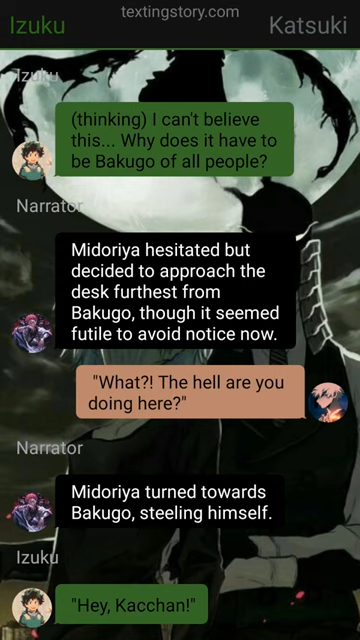 textingstory.com
Izuku
Katsuki
Izuku
(thinking) I can't believe
this... Why does it have to
be Bakugo of all people?
Narrator
Midoriya hesitated but
decided to approach the
desk furthest from
Bakugo, though it seemed
futile to avoid notice now.
"What?! The hell are you
doing here?"
Narrator
Midoriya turned towards
Bakugo, steeling himself.
Izuku
"Hey, Kacchan!"